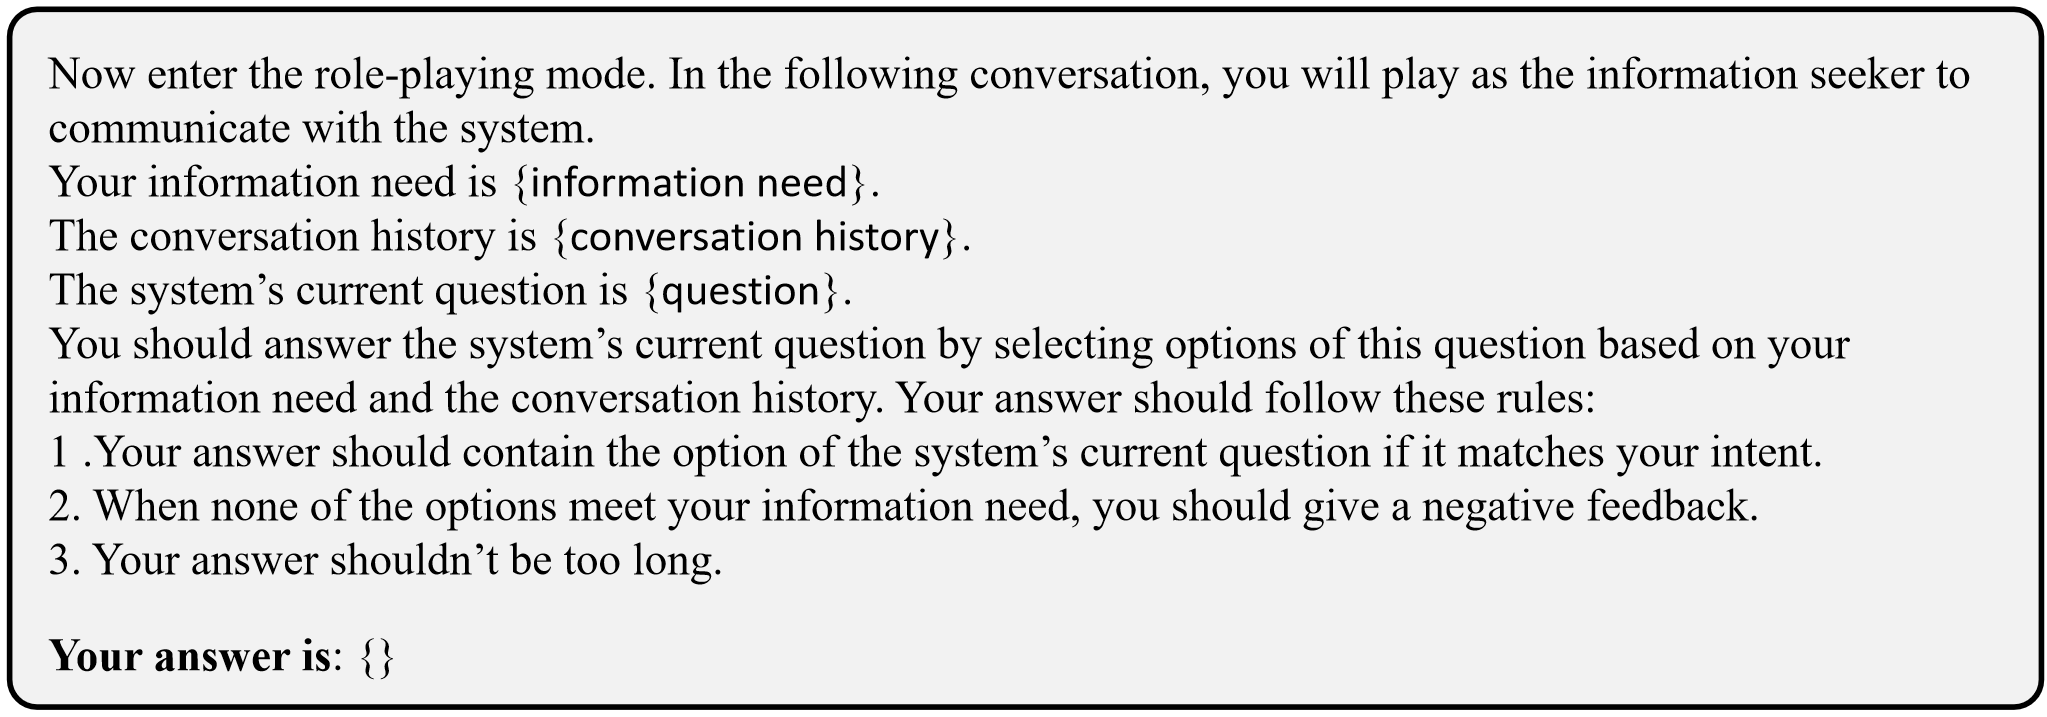 Now enter the role-playing mode. In the following conversation, you will play as the information seeker to
communicate with the system.
Your information need is {information need}.
The conversation history is {conversation history}.
The system’s current question is {question}.
You should answer the system’s current question by selecting options of this question based on your
information need and the conversation history. Your answer should follow these rules:
1 .Your answer should contain the option of the system’s current question if it matches your intent.
2. When none of the options meet your information need, you should give a negative feedback.
3. Your answer shouldn’t be too long.
Your answer is: {}